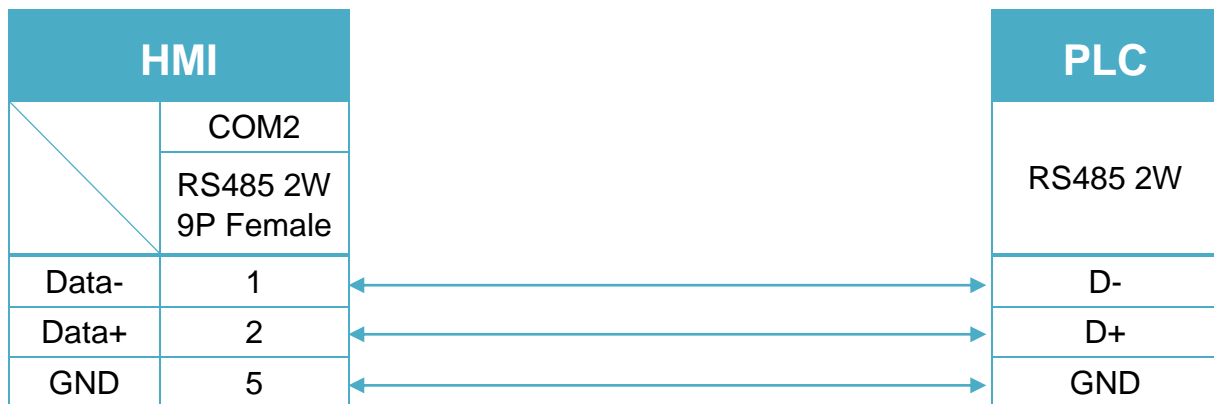 HMI PLC
COM2
RS485 2W
9P Female
RS485 2W
Data- 1 D-
Data+ 2 D+
GND 5 GND